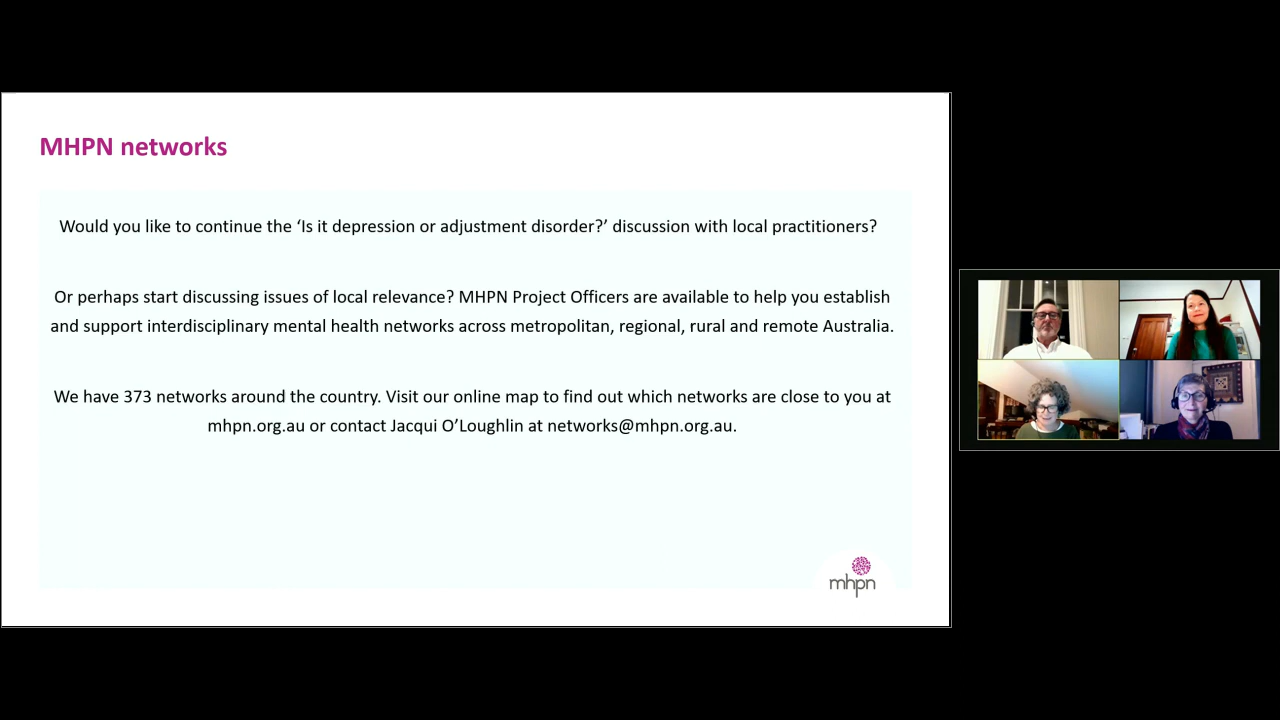 MHPN networks
Would you like to continue the ‘Is it depression or adjustment disorder?’ discussion with local practitioners?
Or perhaps start discussing issues of local relevance? MHPN Project Officers are available to help you establish
and support interdisciplinary mental health networks across metropolitan, regional, rural and remote Australia.
We have 373 networks around the country. Visit our online map to find out which networks are close to you at
mhpn.org.au or contact Jacqui O’Loughlin at networks@mhpn.org.au.
mhpn